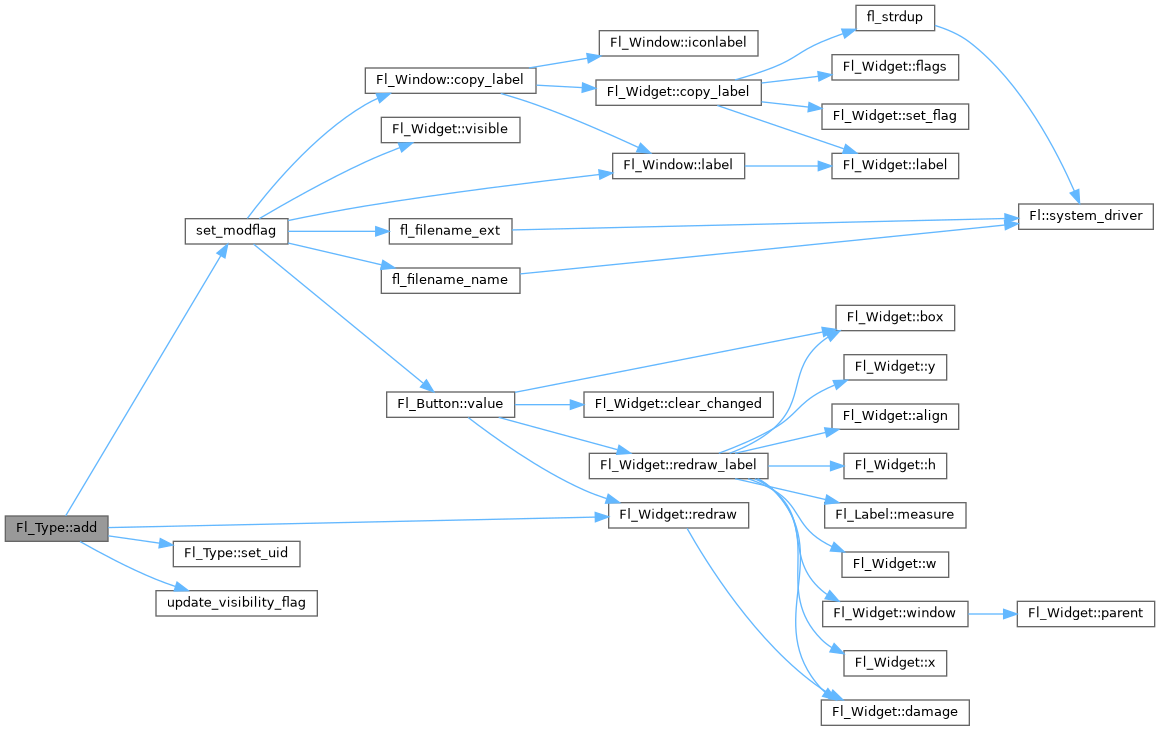 fl_strdup
Fl_Window::iconlabel
Fl_Widget::flags
Fl_Window::copy_label
Fl_Widget::copy_label
Fl_Widget::set_flag
Fl_Widget::visible
Fl_Window::label
Fl_Widget::label
Fl::system_driver
set_modflag
fl_filename_ext
fl_filename_name
Fl_Widget::box
Fl_Widget::y
Fl_Button::value
Fl_Widget::clear_changed
Fl_Widget::align
Fl_Widget::redraw_label
Fl_Widget::h
Fl_Type::add
Fl_Widget::redraw
Fl_Label::measure
Fl_Type::set_uid
Fl_Widget::w
update_visibility_flag
Fl_Widget::window
Fl_Widget::parent
Fl_Widget::x
Fl_Widget::damage